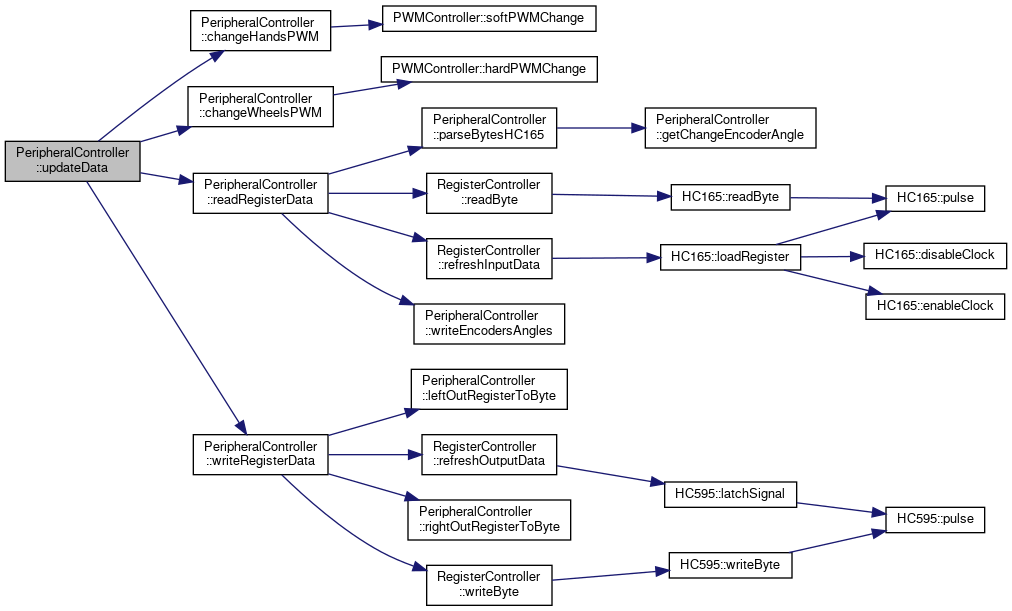 PeripheralController
::updateData
PeripheralController
::changeHandsPWM
PWMController::softPWMChange
PeripheralController
::changeWheelsPWM
PWMController::hardPWMChange
PeripheralController
::readRegisterData
PeripheralController
::parseBytesHC165
PeripheralController
::getChangeEncoderAngle
RegisterController
::readByte
HC165::readByte
HC165::pulse
RegisterController
::refreshInputData
HC165::loadRegister
HC165::disableClock
HC165::enableClock
PeripheralController
::writeEncodersAngles
PeripheralController
::writeRegisterData
PeripheralController
::leftOutRegisterToByte
RegisterController
::refreshOutputData
HC595::latchSignal
HC595::pulse
PeripheralController
::rightOutRegisterToByte
RegisterController
::writeByte
HC595::writeByte